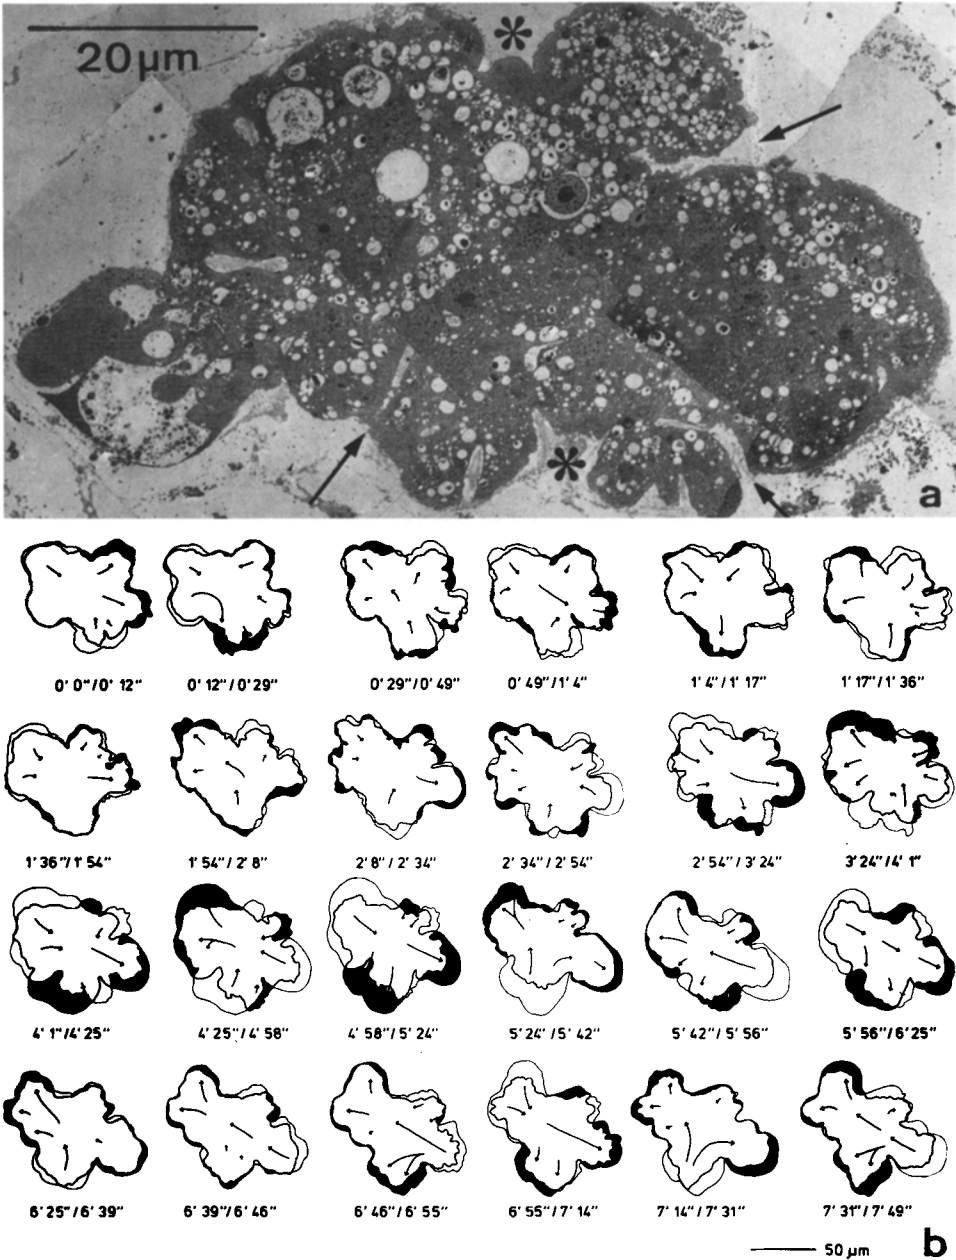 20 µm
*
*
a
0' 0"/0' 12" 0' 12"/0' 29" 0' 29"/0' 49" 0' 49"/1' 4" 1' 4"/1' 17" 1' 17"/1' 36"
1' 36"/1' 54" 1' 54"/2' 8" 2' 8"/2' 34" 2' 34"/2' 54" 2' 54"/3' 24" 3' 24"/4' 1"
4' 1"/4' 25" 4' 25"/4' 58" 4' 58"/5' 24" 5' 24"/5' 42" 5' 42"/5' 56" 5' 56"/6' 25"
6' 25"/6' 39" 6' 39"/6' 46" 6' 46"/6' 55" 6' 55"/7' 14" 7' 14"/7' 31" 7' 31"/7' 49"
50 µm
b